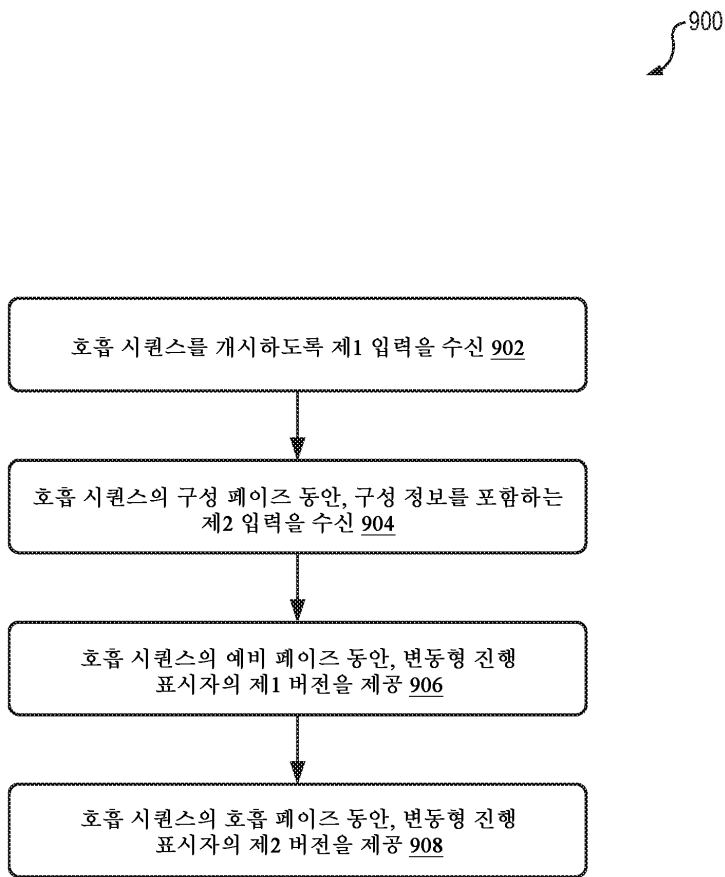 900
호흡 시퀀스를 개시하도록 제1 입력을 수신 902
호흡 시퀀스의 구성 페이즈 동안, 구성 정보를 포함하는
제2 입력을 수신 904
호흡 시퀀스의 예비 페이즈 동안, 변동형 진행
표시자의 제1 버전을 제공 906
호흡 시퀀스의 호흡 페이즈 동안, 변동형 진행
표시자의 제2 버전을 제공 908